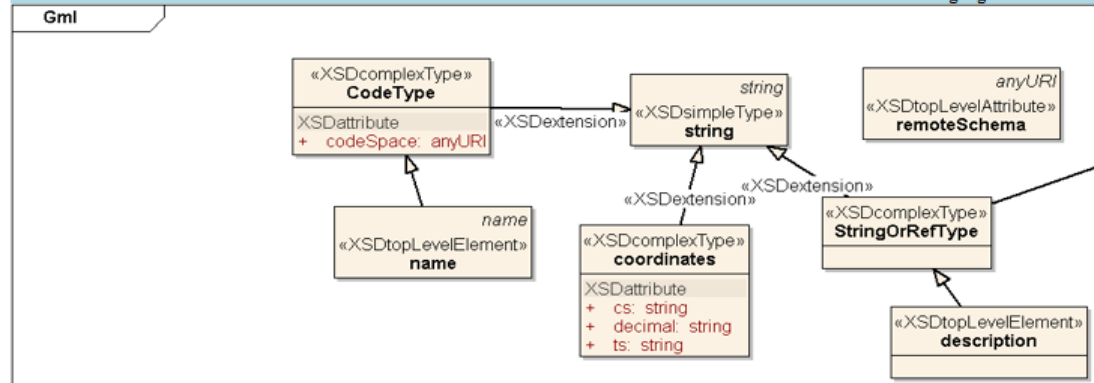 Gml
«XSDcomplexType»
CodeType
XSDattribute
+ codeSpace: anyURI
«XSDextension»
string
«XSDsimpleType»
string
anyURI
«XSDtopLevelAttribute»
remoteSchema
name
«XSDtopLevelElement»
name
«XSDextension»
«XSDcomplexType»
coordinates
XSDattribute
+ cs: string
+ decimal: string
+ ts: string
«XSDextension»
«XSDcomplexType»
StringOrRefType
«XSDtopLevelElement»
description